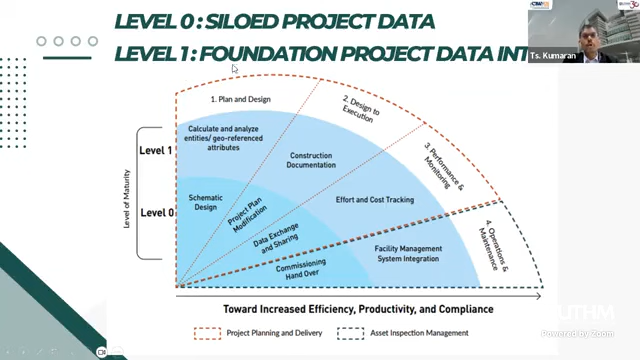 LEVEL 0 : SILOED PROJECT DATA
LEVEL 1 : FOUNDATION PROJECT DATA INT
Ts. Kumaran
1. Plan and Design
2. Design to
Execution
3. Performance &
Monitoring
4. Operations &
Maintenance
Level of Maturity
Level 1
Level 0
Calculate and analyze
entities/ geo-referenced
attributes
Construction
Documentation
Effort and Cost Tracking
Facility Management
System Integration
Schematic
Design
Project Plan
Modification
Data Exchange
and Sharing
Commissioning
Hand Over
Toward Increased Efficiency, Productivity, and Compliance
Project Planning and Delivery
Asset Inspection Management
UTHM
Powered by Zoom